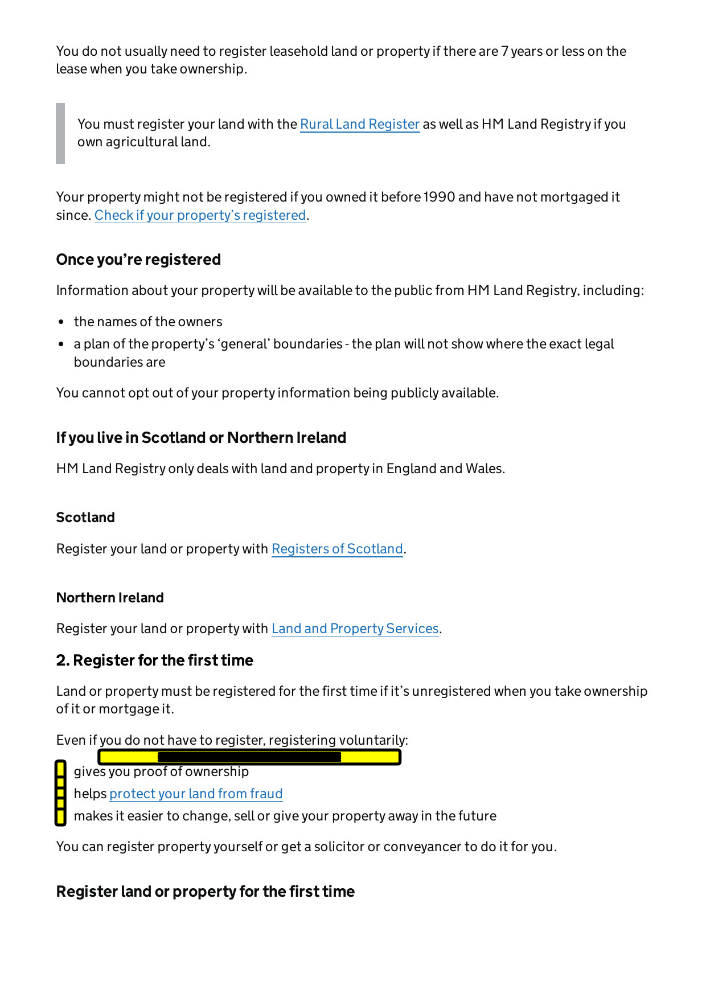 You do not usually need to register leasehold land or property if there are 7 years or less on the
lease when you take ownership.
You must register your land with the Rural Land Register as well as HM Land Registry if you
own agricultural land.
Your property might not be registered if you owned it before 1990 and have not mortgaged it
since. Check if your property’s registered.
Once you’re registered
Information about your property will be available to the public from HM Land Registry, including:
• the names of the owners
• a plan of the property’s ‘general’ boundaries - the plan will not show where the exact legal
boundaries are
You cannot opt out of your property information being publicly available.
If you live in Scotland or Northern Ireland
HM Land Registry only deals with land and property in England and Wales.
Scotland
Register your land or property with Registers of Scotland.
Northern Ireland
Register your land or property with Land and Property Services.
2. Register for the first time
Land or property must be registered for the first time if it’s unregistered when you take ownership
of it or mortgage it.
Even if you do not have to register, registering voluntarily:
gives you proof of ownership
helps protect your land from fraud
makes it easier to change, sell or give your property away in the future
You can register property yourself or get a solicitor or conveyancer to do it for you.
Register land or property for the first time